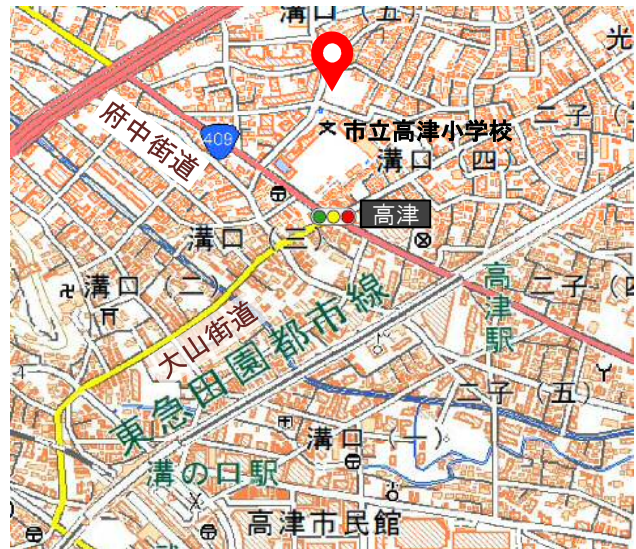 溝口（五
光
府中街道
409
市立高津小学校
二子（三
溝口（四）
高津
溝口（三）
溝口（二）
高津駅
二子（四
大山街道
東急田園都市線
二子（五）
溝口（一）
溝の口駅
高津市民館